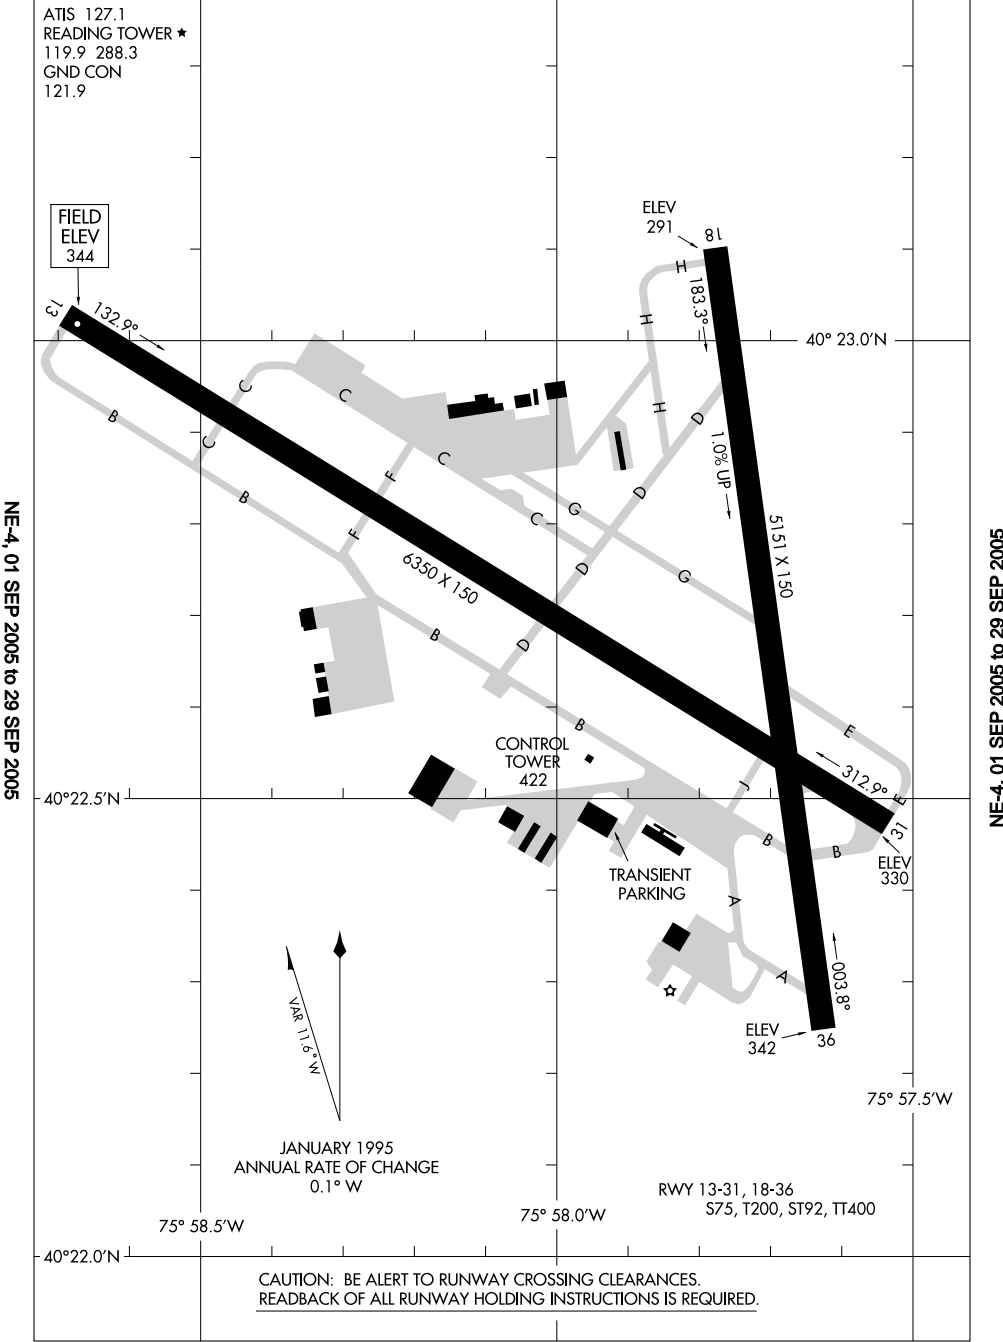 ATIS 127.1
READING TOWER ★
119.9 288.3
GND CON
121.9
FIELD
ELEV
344
ELEV
291
18
13
132.9°
H
183.3°
H
40° 23.0'N
C
C
B
H
D
1.0% UP
C
F
C
B
D
G
C
5151 X 150
F
6350 X 150
D
G
B
D
B
E
CONTROL
TOWER
422
312.9°
J
E
40°22.5'N
31
B
B
ELEV
330
TRANSIENT
PARKING
A
A
003.8°
VAR 11.6° W
ELEV
342
36
75° 57.5'W
JANUARY 1995
ANNUAL RATE OF CHANGE
0.1° W
RWY 13-31, 18-36
S75, T200, ST92, TT400
75° 58.5'W
75° 58.0'W
40°22.0'N
CAUTION: BE ALERT TO RUNWAY CROSSING CLEARANCES.
READBACK OF ALL RUNWAY HOLDING INSTRUCTIONS IS REQUIRED.
NE-4, 01 SEP 2005 to 29 SEP 2005
NE-4, 01 SEP 2005 to 29 SEP 2005